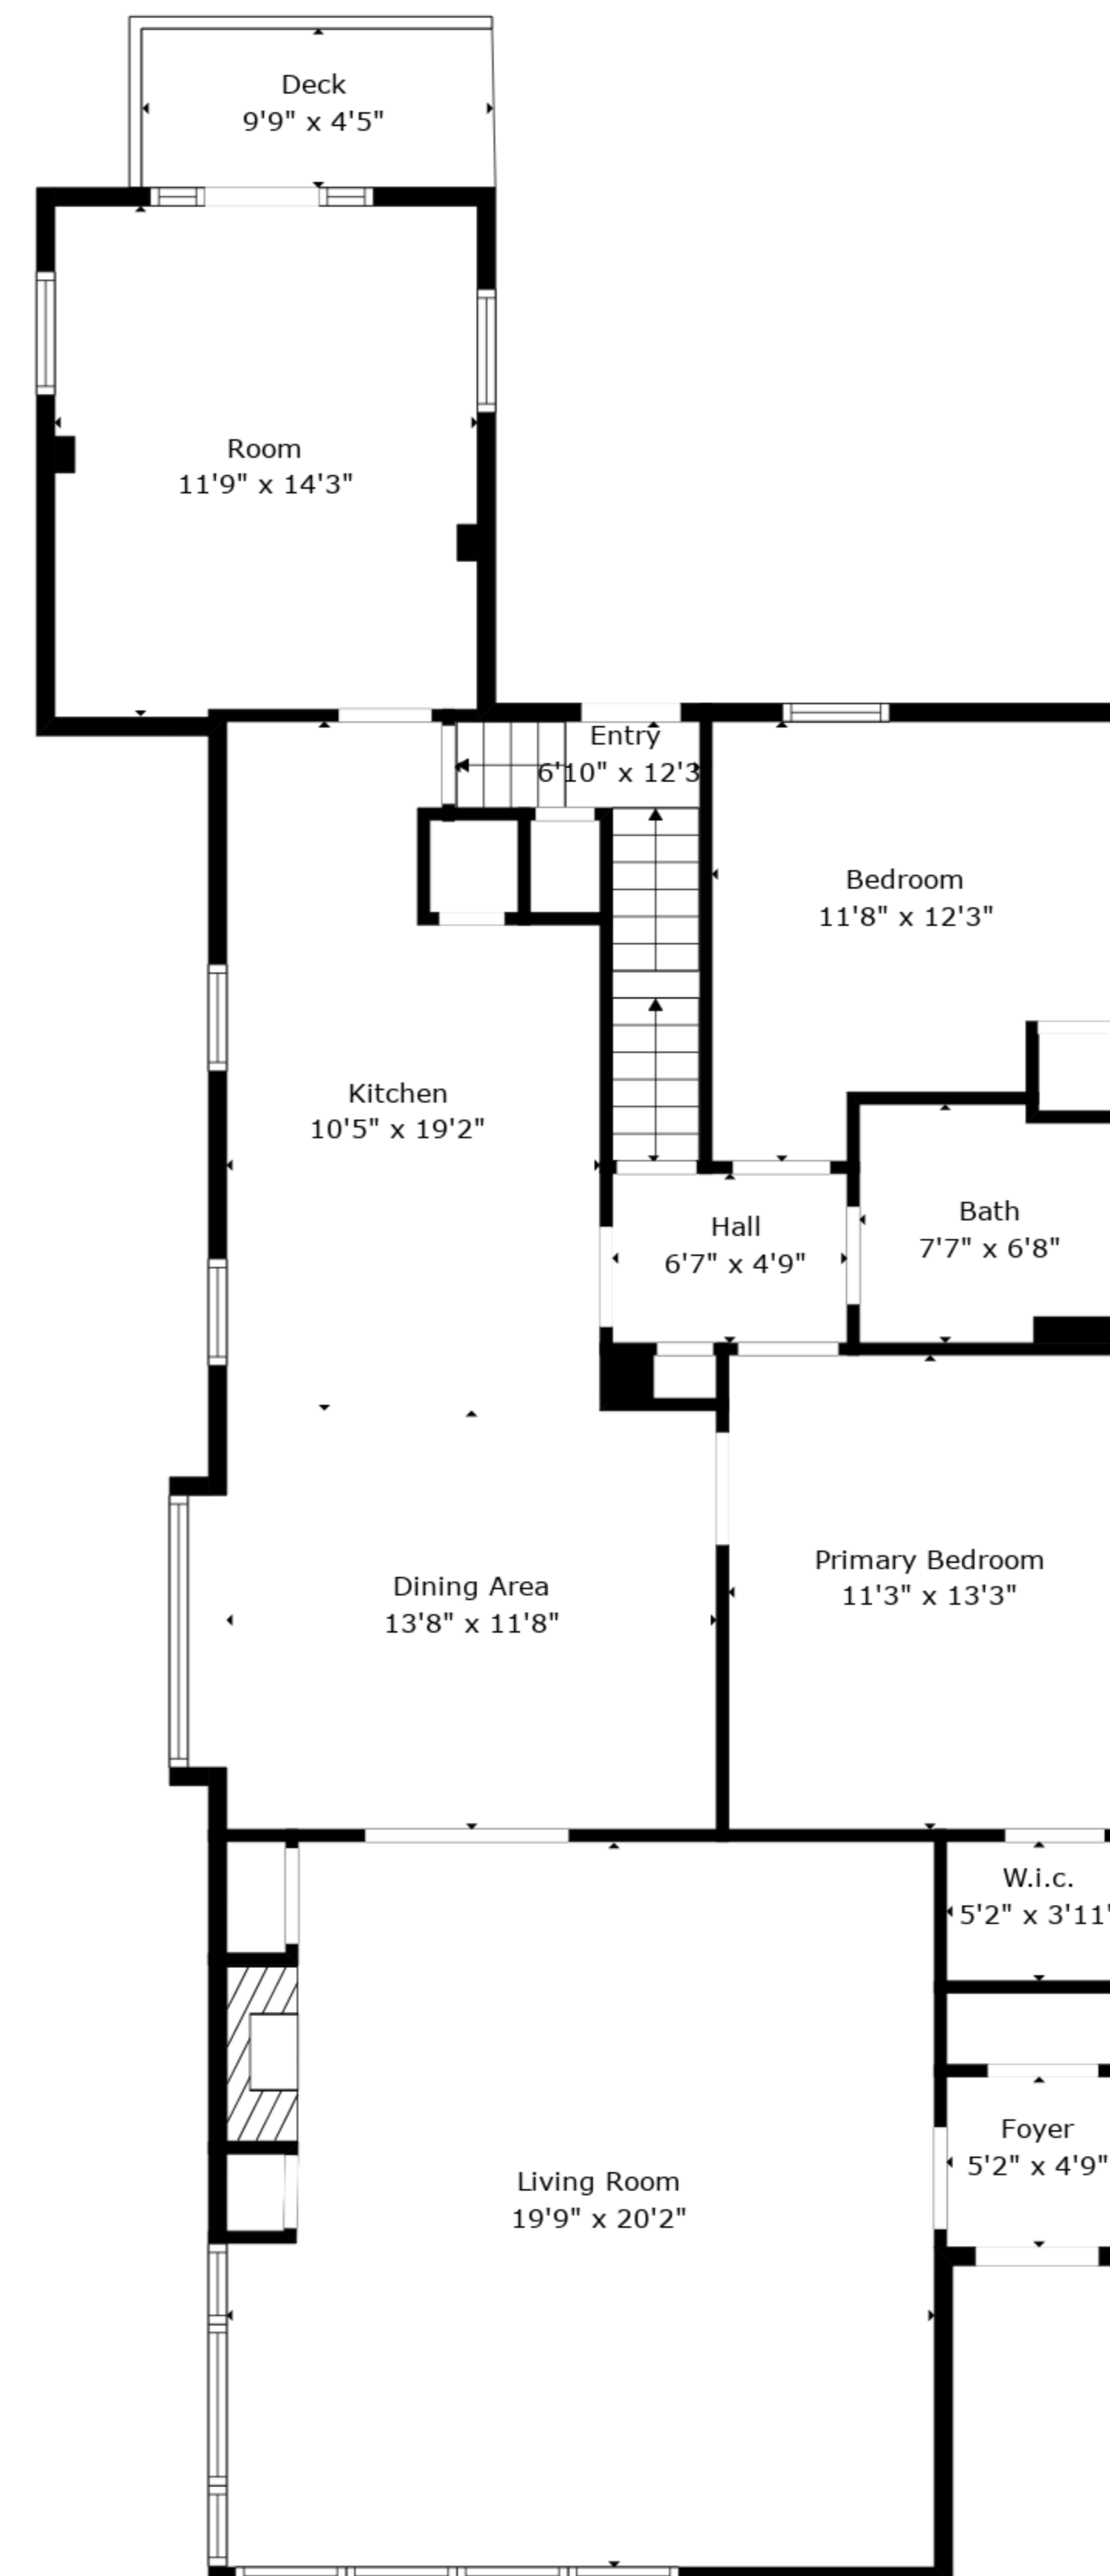 Deck
9'9" x 4'5"
Room
11'9" x 14'3"
Entry
6'10" x 12'3
Bedroom
11'8" x 12'3"
Kitchen
10'5" x 19'2"
Hall
6'7" x 4'9"
Bath
7'7" x 6'8"
Primary Bedroom
11'3" x 13'3"
Dining Area
13'8" x 11'8"
W.i.c.
5'2" x 3'11'
Foyer
5'2" x 4'9"
Living Room
19'9" x 20'2"